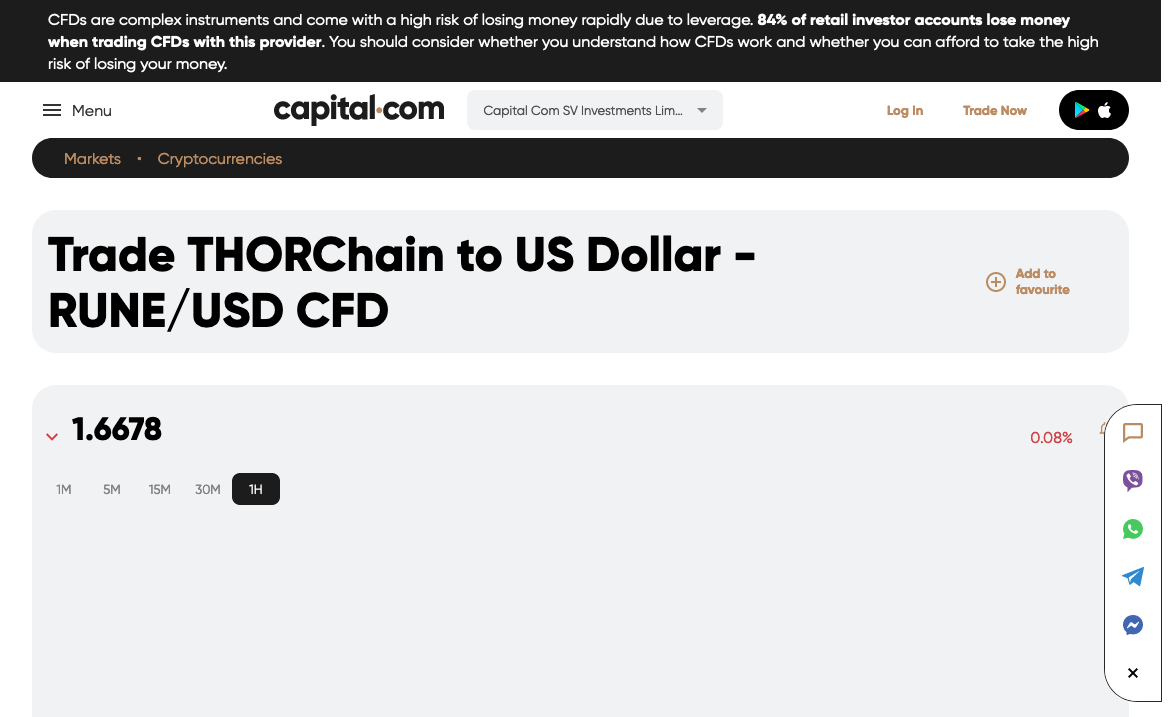 CFDs are complex instruments and come with a high risk of losing money rapidly due to leverage. 84% of retail investor accounts lose money
when trading CFDs with this provider. You should consider whether you understand how CFDs work and whether you can afford to take the high
risk of losing your money.
Menu
capital.com
Capital Com SV Investments Lim...
Log In
Trade Now
Markets • Cryptocurrencies
Trade THORChain to US Dollar -
RUNE/USD CFD
Add to
favourite
1.6678
0.08%
1M 5M 15M 30M 1H